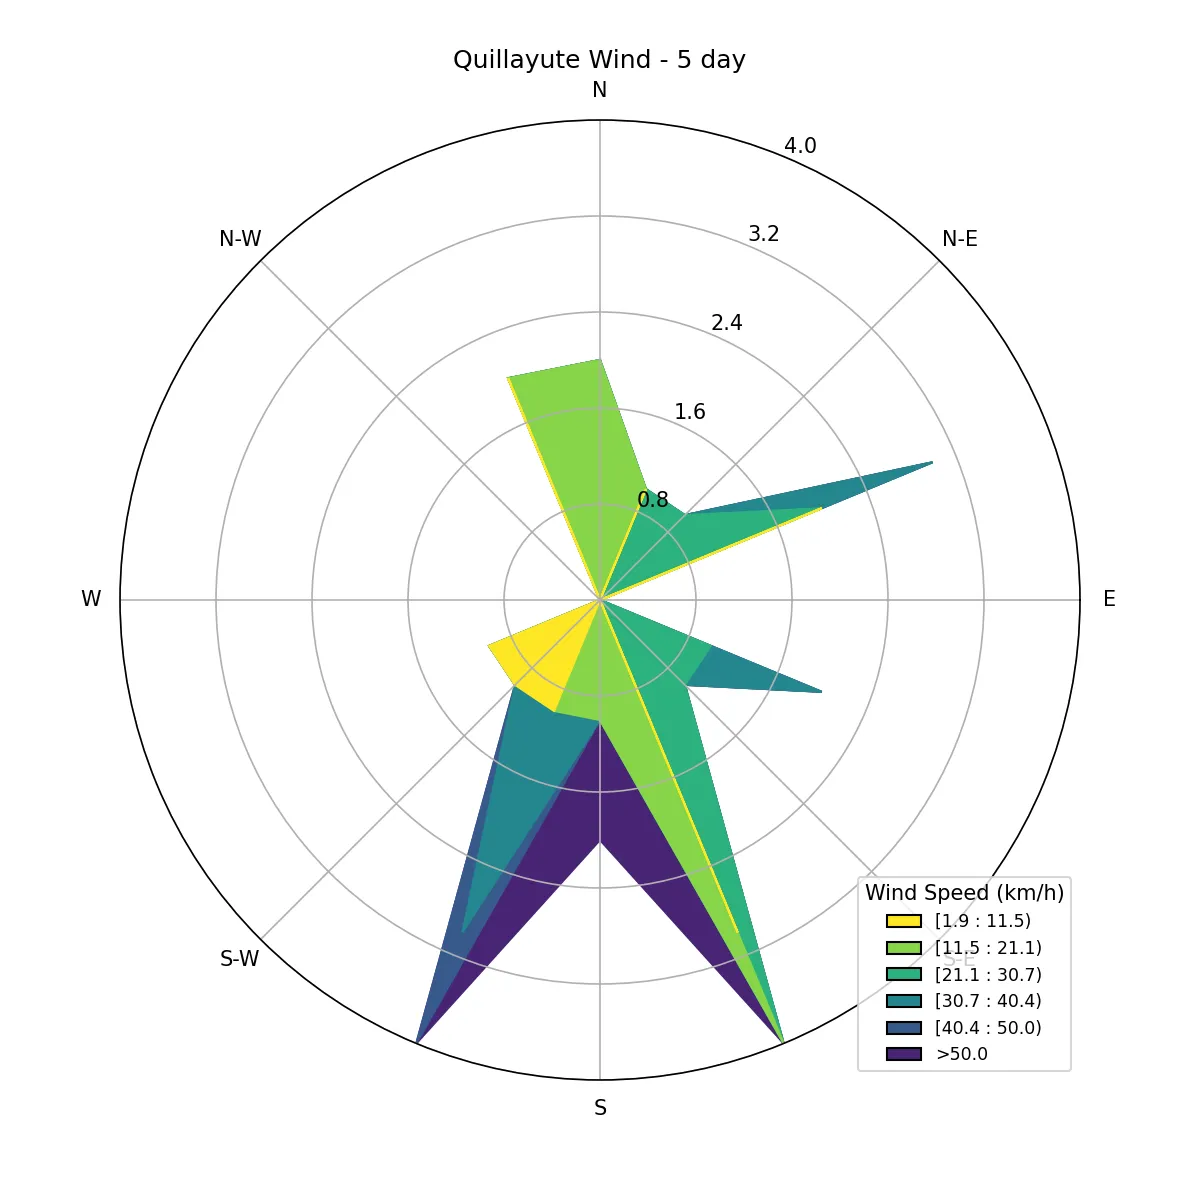 Quillayute Wind - 5 day
N
4.0
3.2
N-W
N-E
2.4
1.6
0.8
W
E
Wind Speed (km/h)
[1.9 : 11.5)
[11.5 : 21.1)
S-W
S-E
[21.1 : 30.7)
[30.7 : 40.4)
[40.4 : 50.0)
>50.0
S